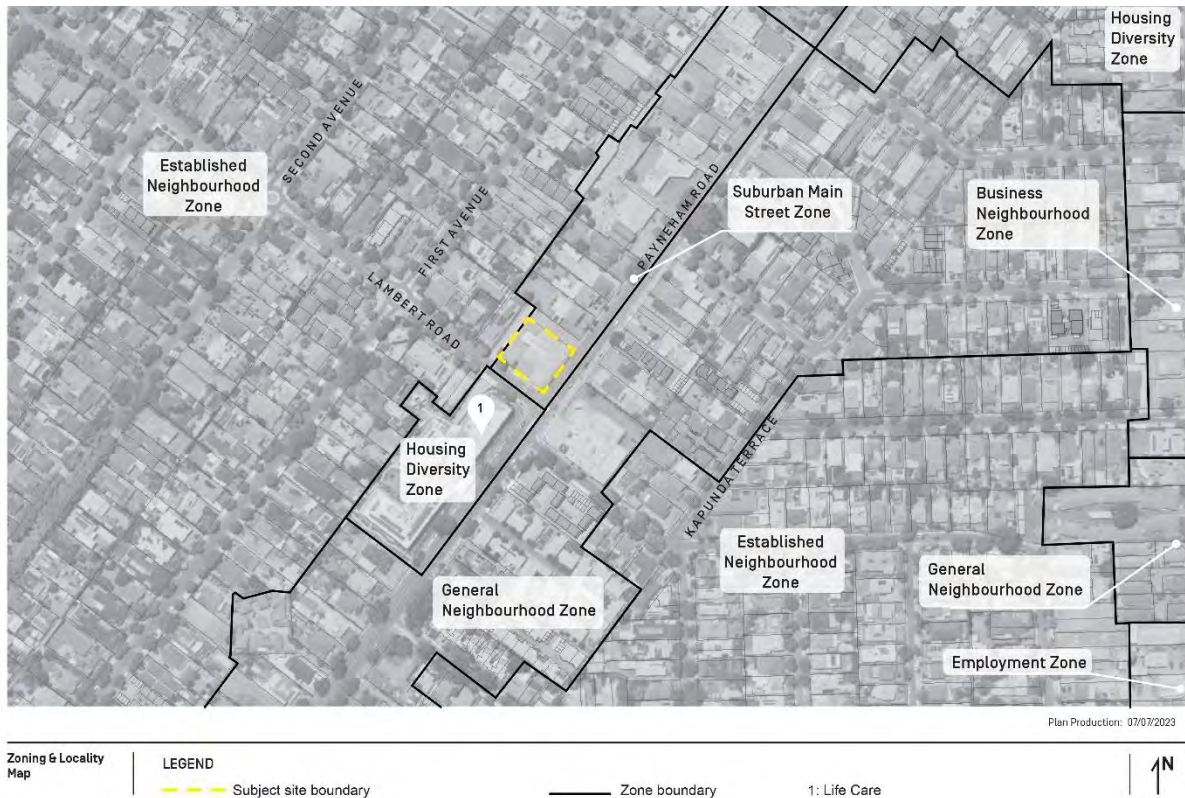 Housing
Diversity
Zone
Established
Neighbourhood
Zone
SECOND AVENUE
FIRST AVENUE
LAMBERT ROAD
PAYNEHAM ROAD
Suburban Main
Street Zone
Business
Neighbourhood
Zone
1
Housing
Diversity
Zone
KAPUNDA TERRACE
Established
Neighbourhood
Zone
General
Neighbourhood Zone
General
Neighbourhood Zone
Employment Zone
Plan Production: 07/07/2023
Zoning & Locality
Map
LEGEND
Subject site boundary
Zone boundary
1: Life Care
N